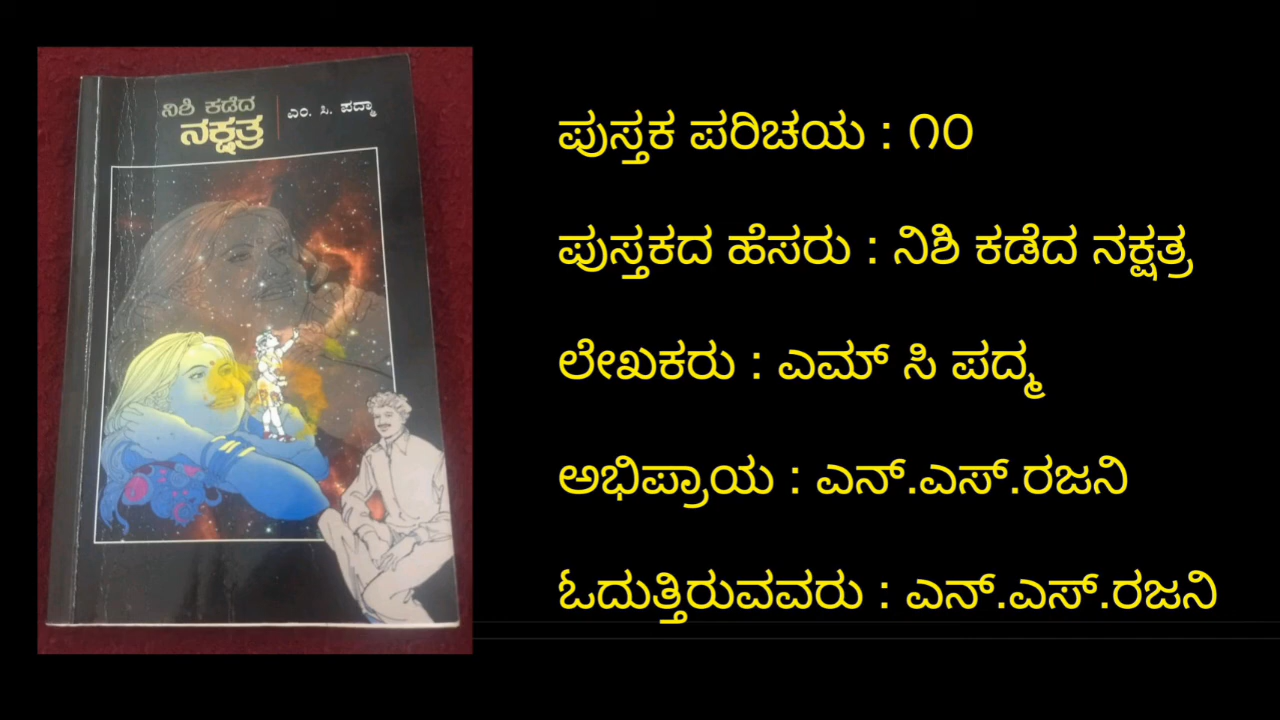 ನಿಶಿ ಕಡೆದ
ನಕ್ಷತ್ರ
ಎಂ. ಸಿ. ಪದ್ಮಾ
ಪುಸ್ತಕ ಪರಿಚಯ : ೧೦
ಪುಸ್ತಕದ ಹೆಸರು : ನಿಶಿ ಕಡೆದ ನಕ್ಷತ್ರ
ಲೇಖಕರು : ಎಮ್ ಸಿ ಪದ್ಮ
ಅಭಿಪ್ರಾಯ : ಎನ್.ಎಸ್.ರಜನಿ
ಓದುತ್ತಿರುವವರು : ಎನ್.ಎಸ್.ರಜನಿ